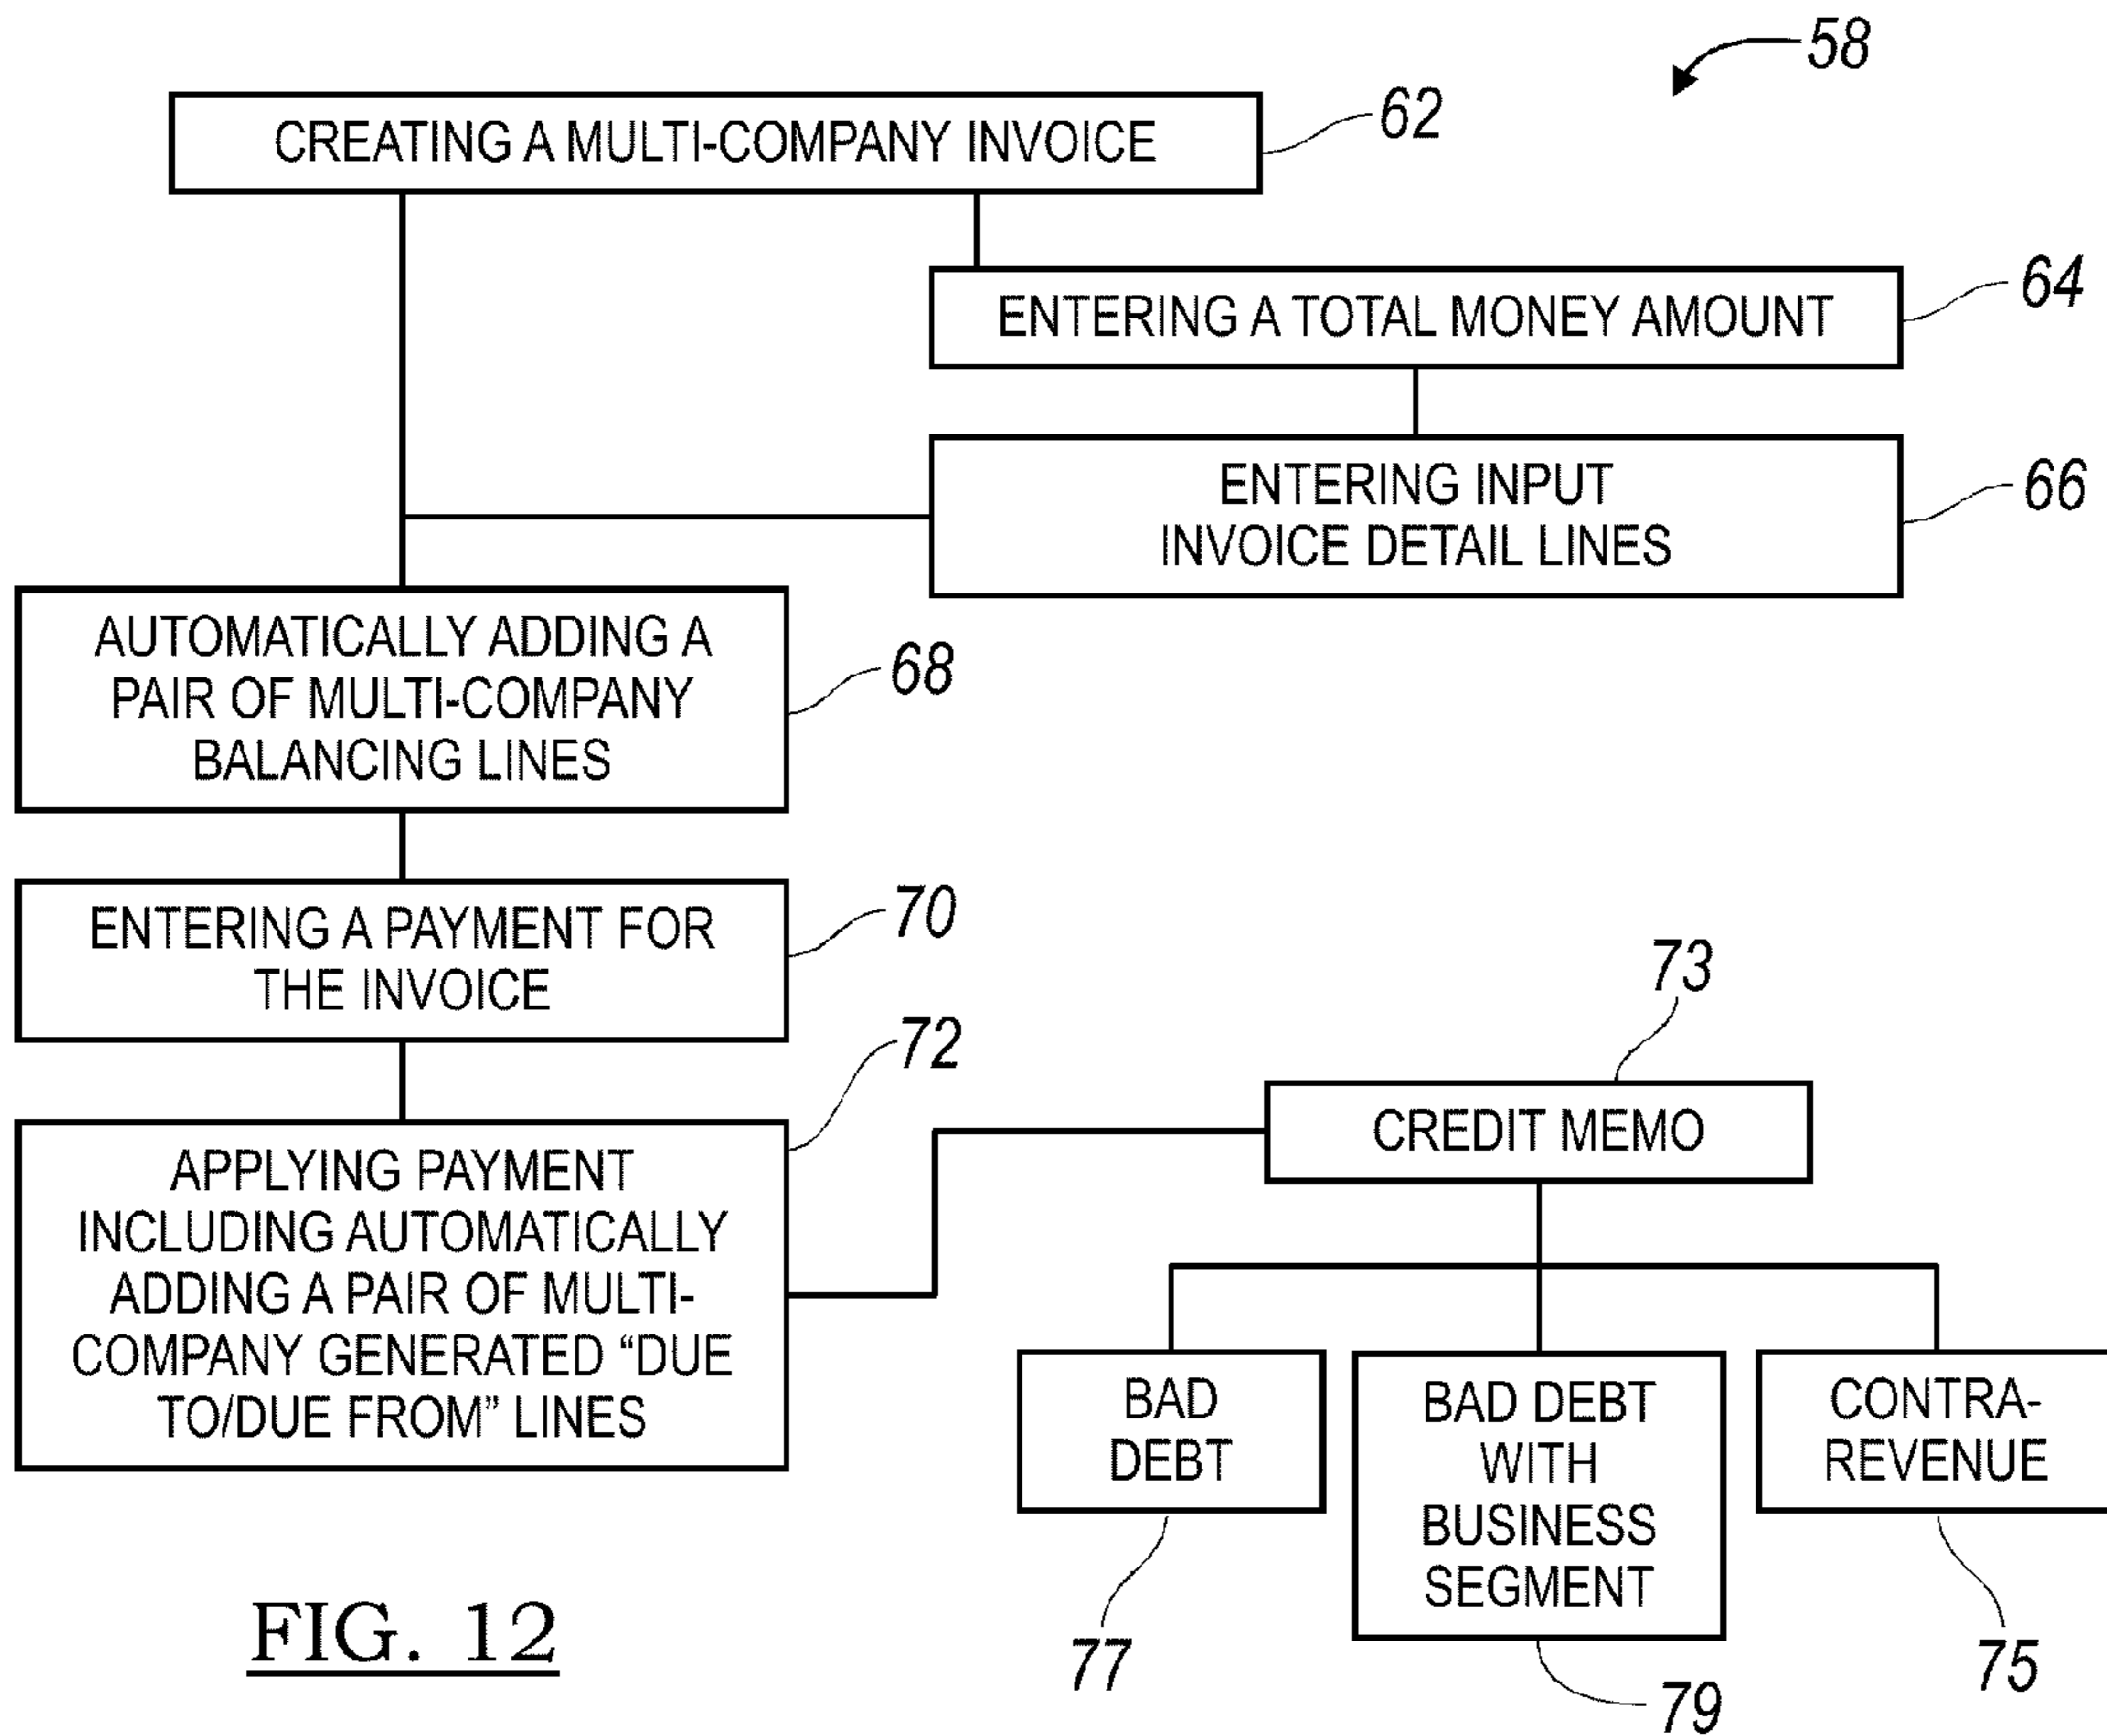 58
CREATING A MULTI-COMPANY INVOICE
62
ENTERING A TOTAL MONEY AMOUNT
64
ENTERING INPUT
INVOICE DETAIL LINES
66
AUTOMATICALLY ADDING A
PAIR OF MULTI-COMPANY
BALANCING LINES
68
ENTERING A PAYMENT FOR
THE INVOICE
70
APPLYING PAYMENT
INCLUDING AUTOMATICALLY
ADDING A PAIR OF MULTI-
COMPANY GENERATED “DUE
TO/DUE FROM” LINES
72
73
CREDIT MEMO
BAD
DEBT
77
BAD DEBT
WITH
BUSINESS
SEGMENT
79
CONTRA-
REVENUE
75
FIG. 12